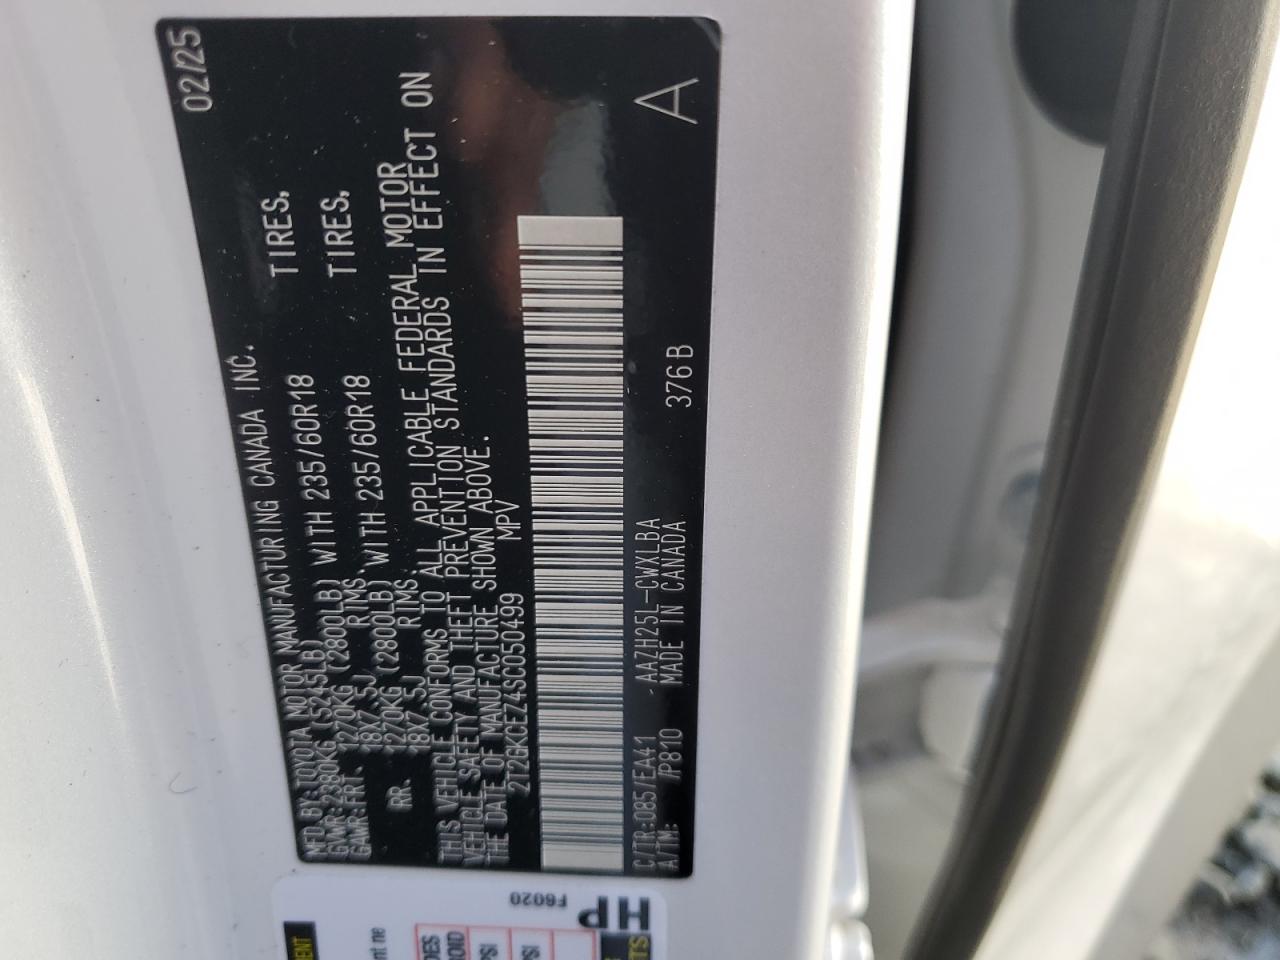 MFD.BY:TOYOTA MOTOR MANUFACTURING CANADA INC. 02/25
GVWR:2380KG (5245LB)
GAWR:FRT. 1270KG (2800LB) WITH 235/60R18 TIRES,
18X7.5J RIMS,
RR. 1270KG (2800LB) WITH 235/60R18 TIRES,
18X7.5J RIMS.
THIS VEHICLE CONFORMS TO ALL APPLICABLE FEDERAL MOTOR
VEHICLE SAFETY AND THEFT PREVENTION STANDARDS IN EFFECT ON
THE DATE OF MANUFACTURE SHOWN ABOVE.
2T2GKCEZ4SC050499 MPV
C/TR:085/EA41 AAZH25L-CWXLBA 376B A
A/TM: /P810 MADE IN CANADA
F6020
HP